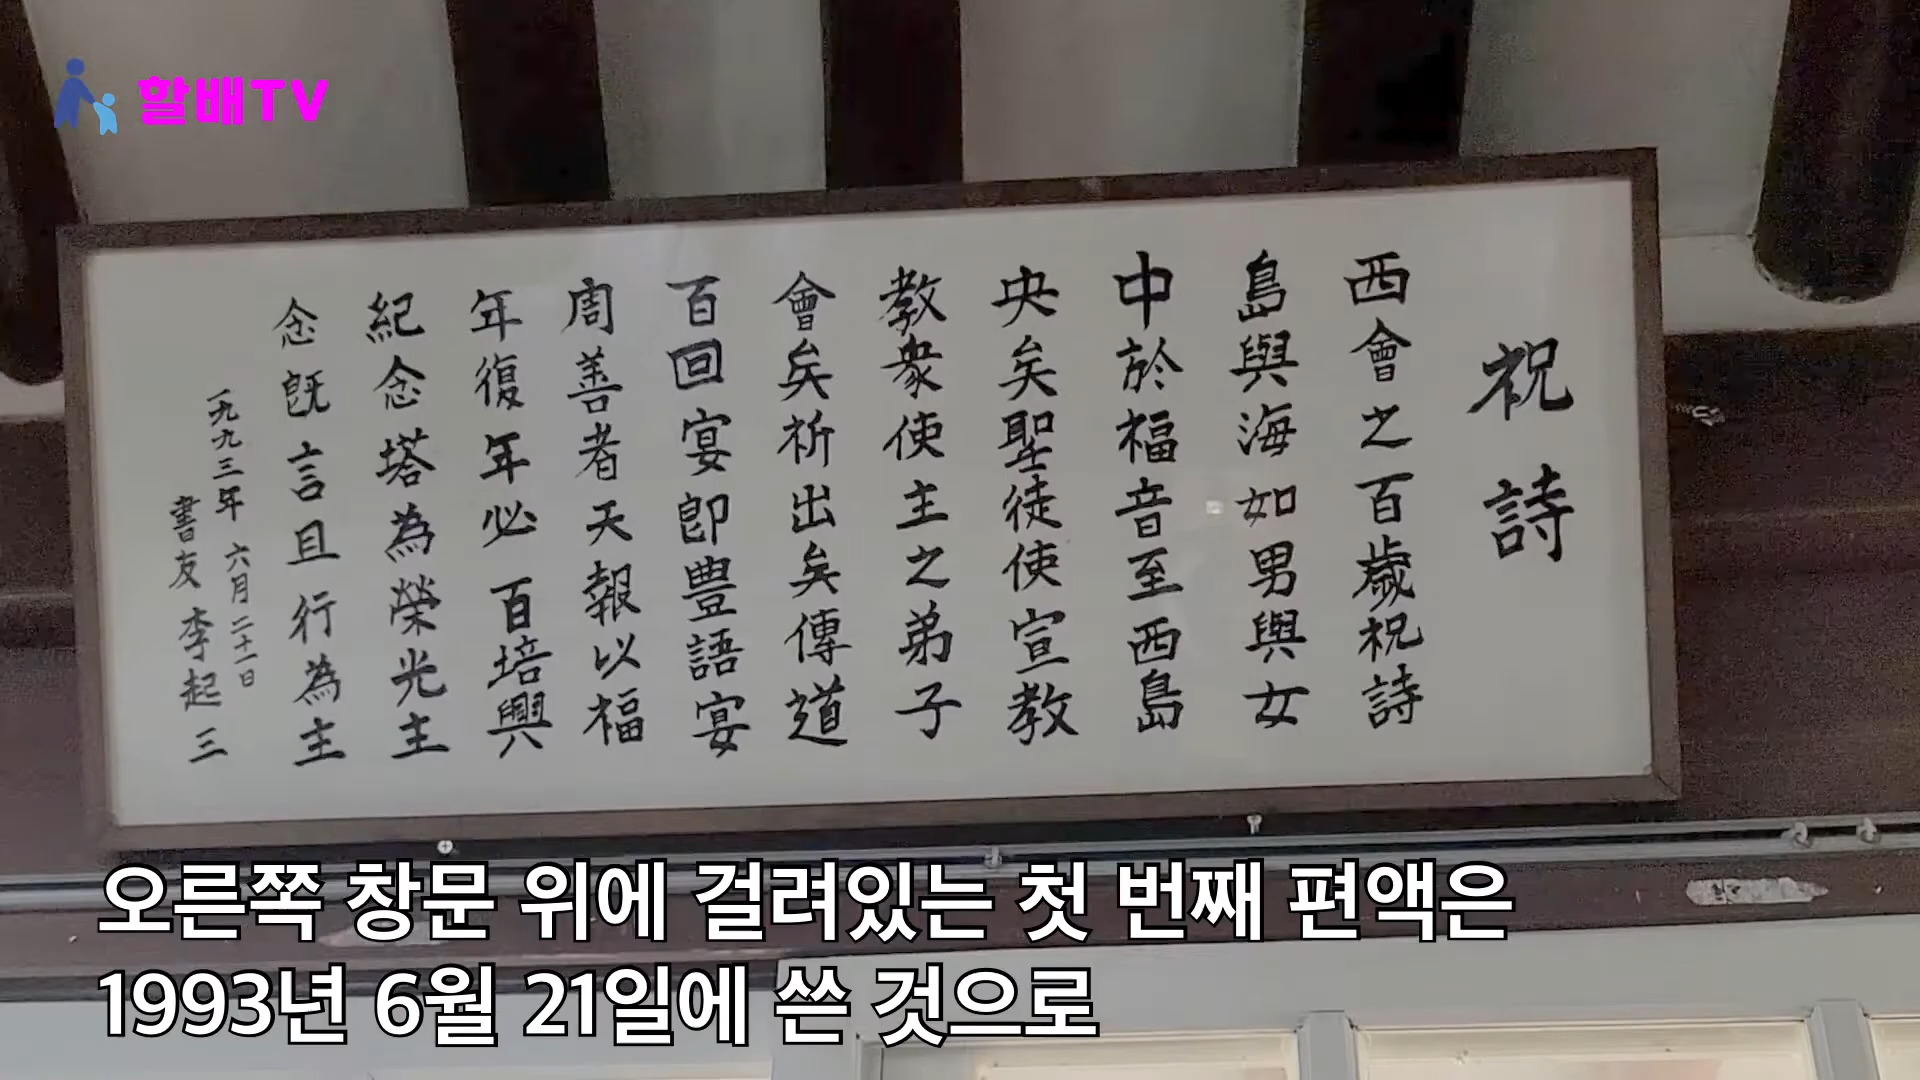 할배TV
祝詩
西會之百歲祝詩
島與海如男與女
中於福音至西島
央矣聖徒使宣教
教衆使主之弟子
會矣祈出矣傳道
百回宴卽豊語宴
周善者天報以福
年復年必百培興
紀念塔為榮光主
念旣言且行為主
一九九三年 六月二十一日
書友 李起三
오른쪽 창문 위에 걸려있는 첫 번째 편액은
1993년 6월 21일에 쓴 것으로